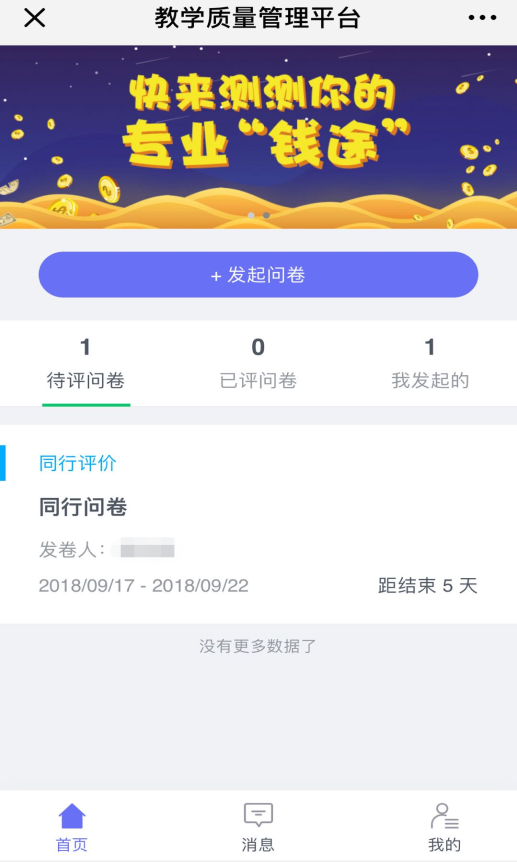 教学质量管理平台
快来测测你的
专业“钱途”
+ 发起问卷
1 0 1
待评问卷 已评问卷 我发起的
同行评价
同行问卷
发卷人：
2018/09/17 - 2018/09/22 距结束 5 天
没有更多数据了
首页 消息 我的